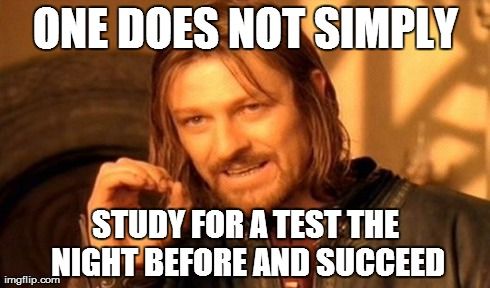 ONE DOES NOT SIMPLY
STUDY FOR A TEST THE
NIGHT BEFORE AND SUCCEED
imgflip.com